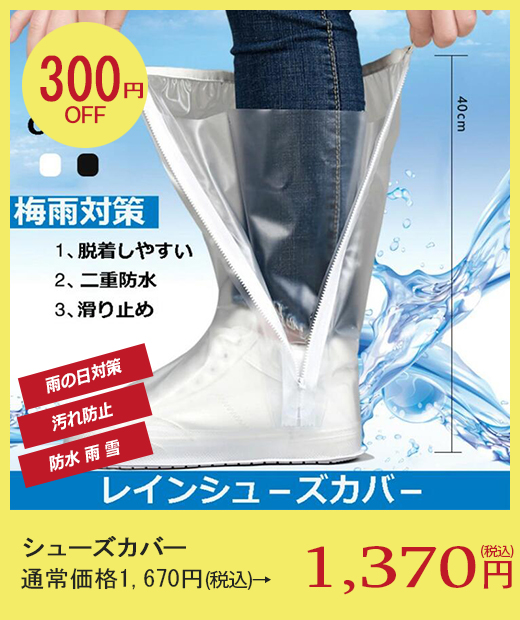 300円
OFF
40cm
梅雨対策
1、脱着しやすい
2、二重防水
3、滑り止め
雨の日対策
汚れ防止
防水 雨 雪
レインシューズカバー
シューズカバー
通常価格1,670円(税込)→
1,370円(税込)